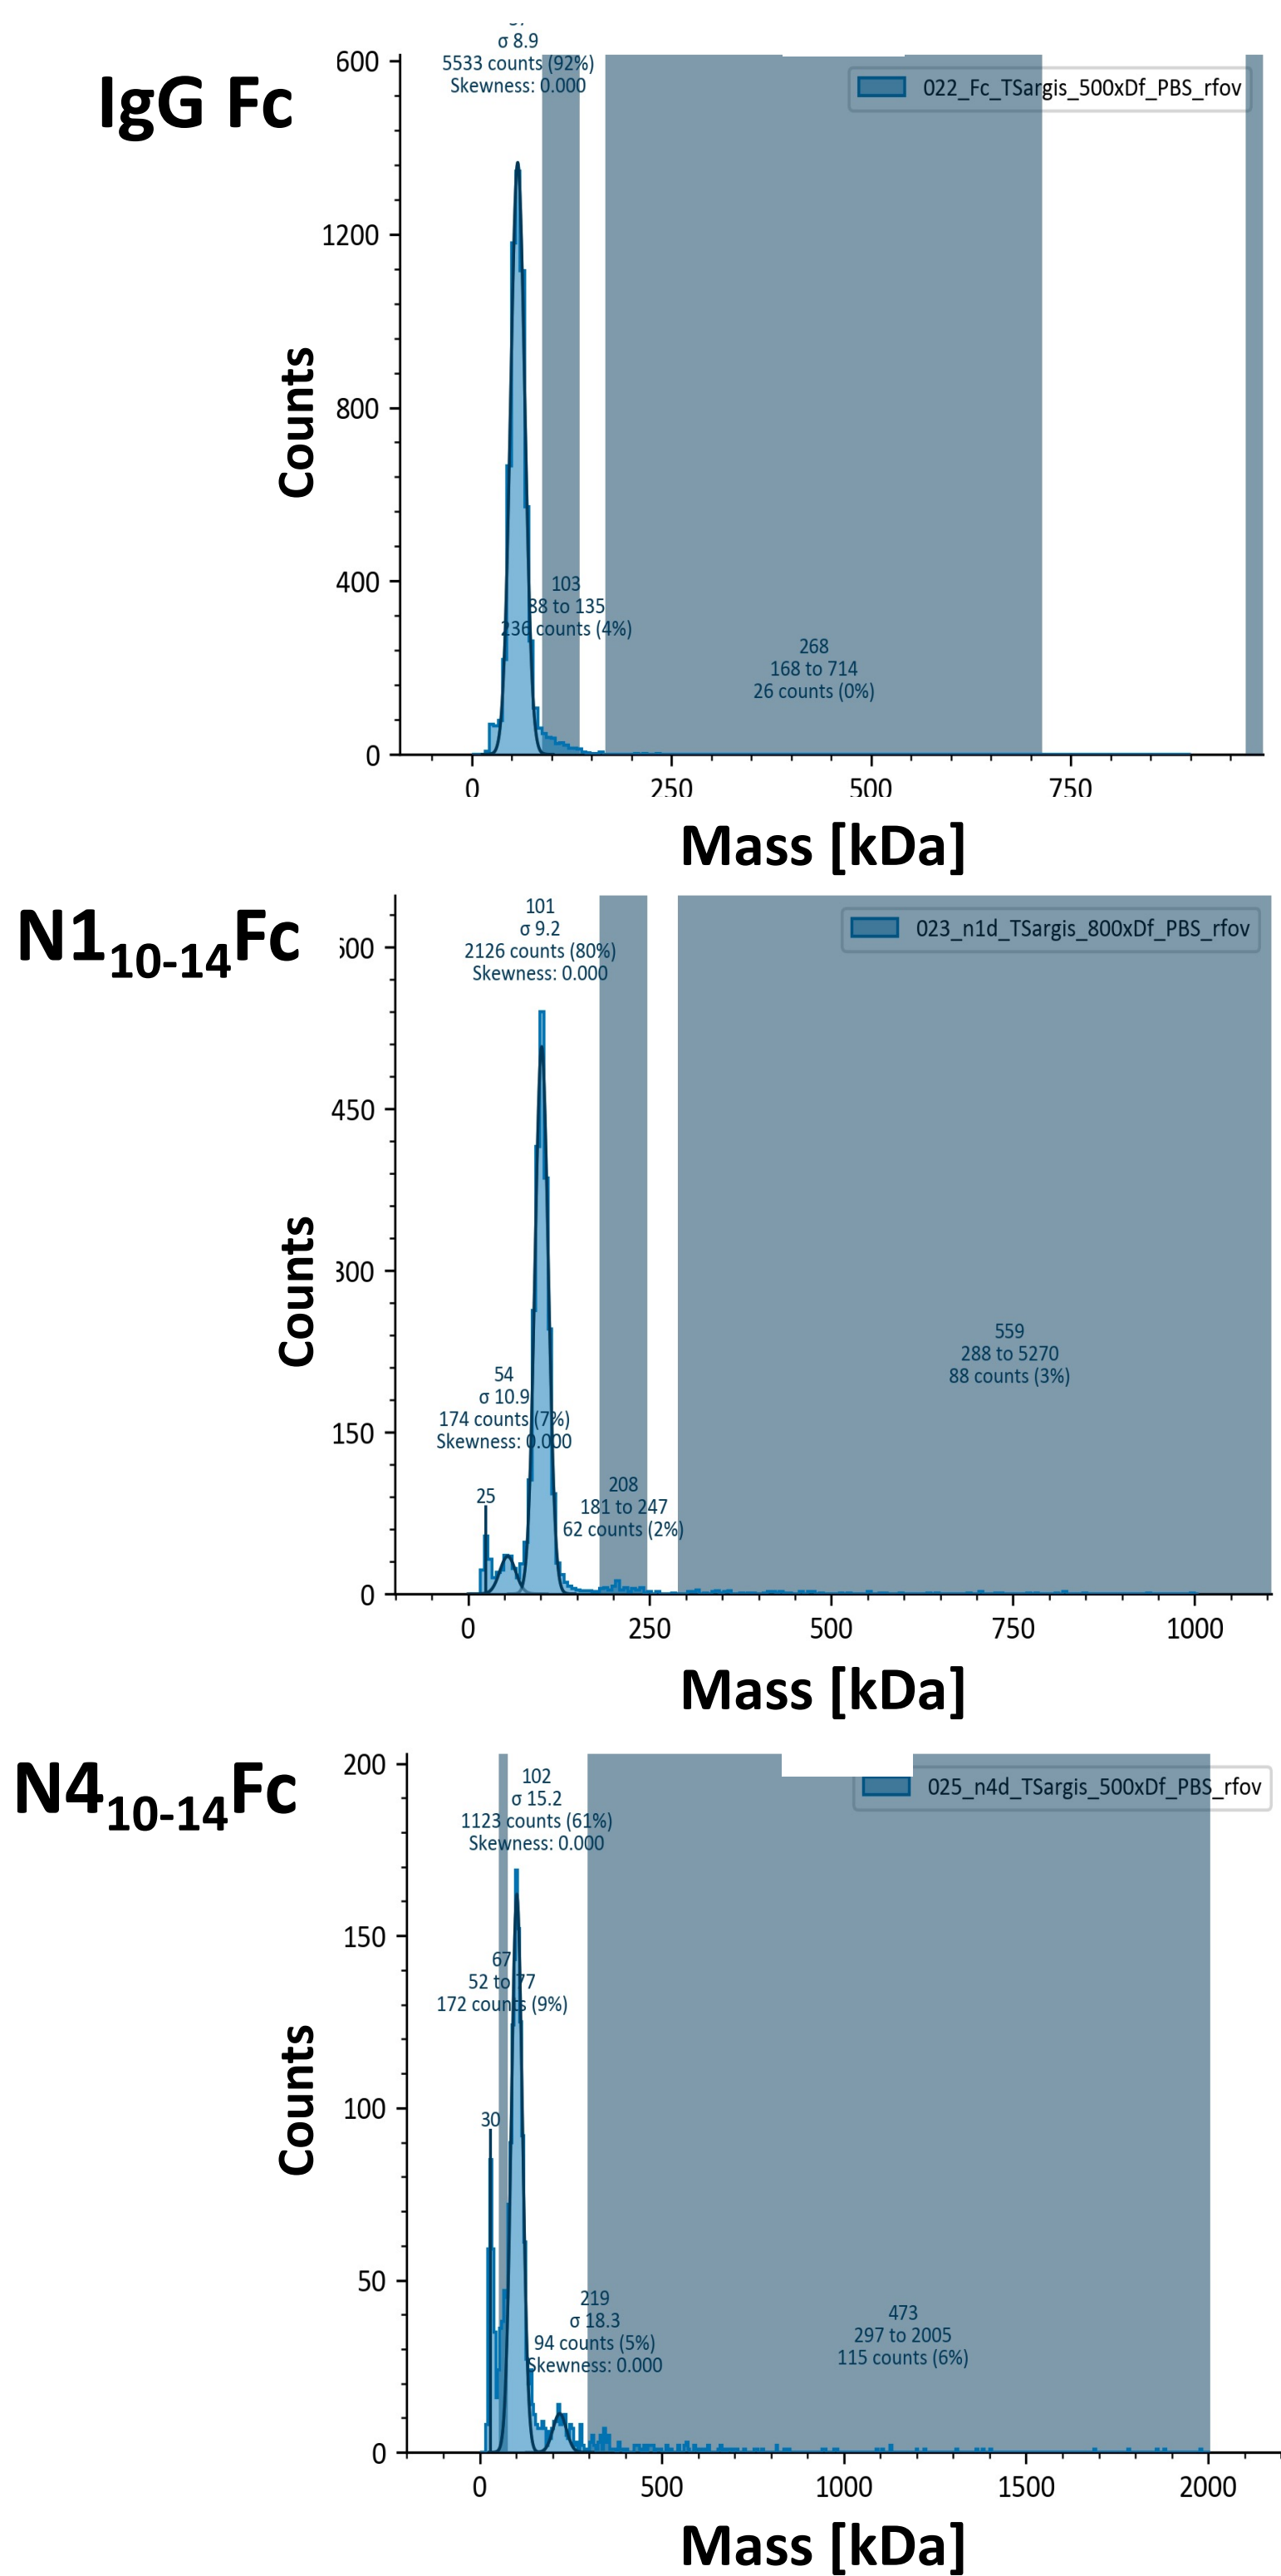 IgG Fc
σ 8.9
5533 counts (92%)
Skewness: 0.000
022_Fc_TSargis_500xDf_PBS_rfov
600
1200
800
400
0
103
88 to 135
236 counts (4%)
268
168 to 714
26 counts (0%)
0 250 500 750
Counts
Mass [kDa]
N1₁₀₋₁₄Fc
101
σ 9.2
2126 counts (80%)
Skewness: 0.000
023_n1d_TSargis_800xDf_PBS_rfov
600
450
300
150
0
54
σ 10.9
174 counts (7%)
Skewness: 0.000
25
208
181 to 247
62 counts (2%)
559
288 to 5270
88 counts (3%)
0 250 500 750 1000
Counts
Mass [kDa]
N4₁₀₋₁₄Fc
102
σ 15.2
1123 counts (61%)
Skewness: 0.000
025_n4d_TSargis_500xDf_PBS_rfov
200
150
100
50
0
67
52 to 77
172 counts (9%)
30
219
σ 18.3
94 counts (5%)
Skewness: 0.000
473
297 to 2005
115 counts (6%)
0 500 1000 1500 2000
Counts
Mass [kDa]